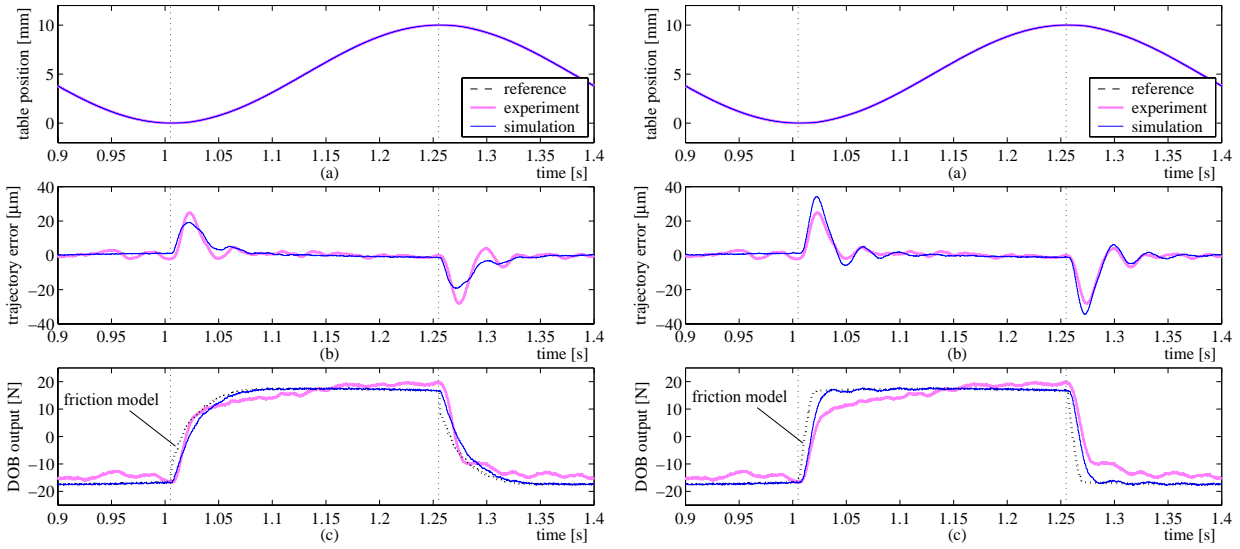 table position [mm]
10
5
0
reference
experiment
simulation
0.9 0.95 1 1.05 1.1 1.15 1.2 1.25 1.3 1.35 1.4
(a) time [s]
trajectory error [μm]
40
20
0
−20
−40
0.9 0.95 1 1.05 1.1 1.15 1.2 1.25 1.3 1.35 1.4
(b) time [s]
DOB output [N]
20
10
0
−10
−20
friction model
0.9 0.95 1 1.05 1.1 1.15 1.2 1.25 1.3 1.35 1.4
(c) time [s]
table position [mm]
10
5
0
reference
experiment
simulation
0.9 0.95 1 1.05 1.1 1.15 1.2 1.25 1.3 1.35 1.4
(a) time [s]
trajectory error [μm]
40
20
0
−20
−40
0.9 0.95 1 1.05 1.1 1.15 1.2 1.25 1.3 1.35 1.4
(b) time [s]
DOB output [N]
20
10
0
−10
−20
friction model
0.9 0.95 1 1.05 1.1 1.15 1.2 1.25 1.3 1.35 1.4
(c) time [s]